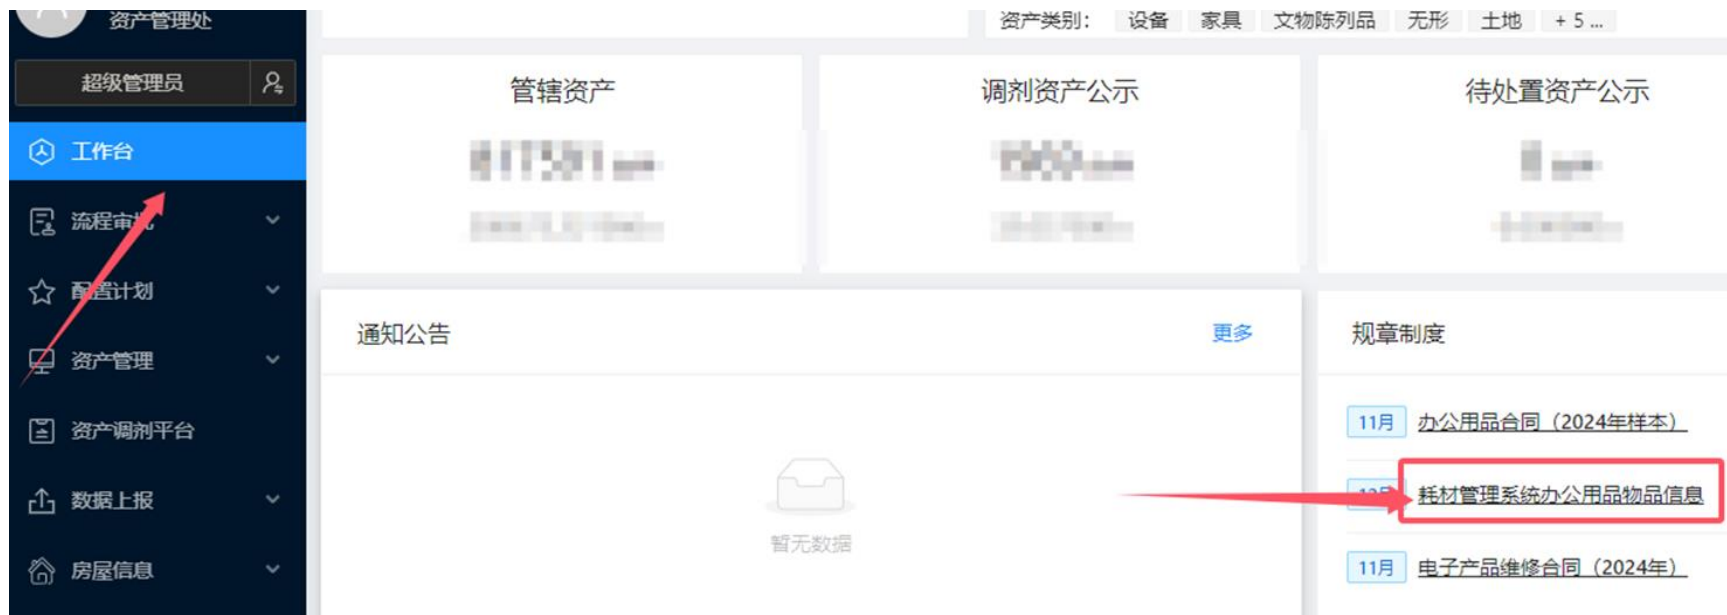 资产管理处
资产类别： 设备 家具 文物陈列品 无形 土地 + 5 ...
超级管理员
管辖资产 调剂资产公示 待处置资产公示
工作台
流程审批
配置计划
资产管理
资产调剂平台
数据上报
房屋信息
通知公告 更多
暂无数据
规章制度
11月 办公用品合同（2024年样本）
耗材管理系统办公用品物品信息
11月 电子产品维修合同（2024年）